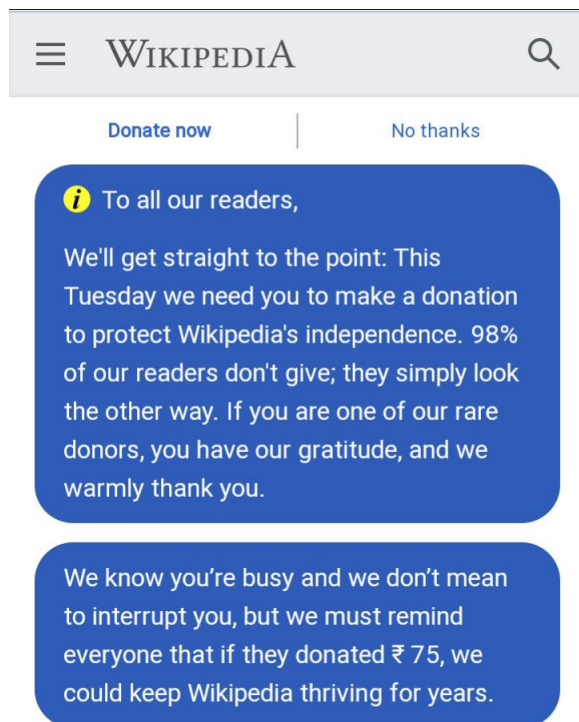 WIKIPEDIA
Donate now
No thanks
i To all our readers,
We'll get straight to the point: This
Tuesday we need you to make a donation
to protect Wikipedia's independence. 98%
of our readers don't give; they simply look
the other way. If you are one of our rare
donors, you have our gratitude, and we
warmly thank you.
We know you’re busy and we don’t mean
to interrupt you, but we must remind
everyone that if they donated ₹ 75, we
could keep Wikipedia thriving for years.